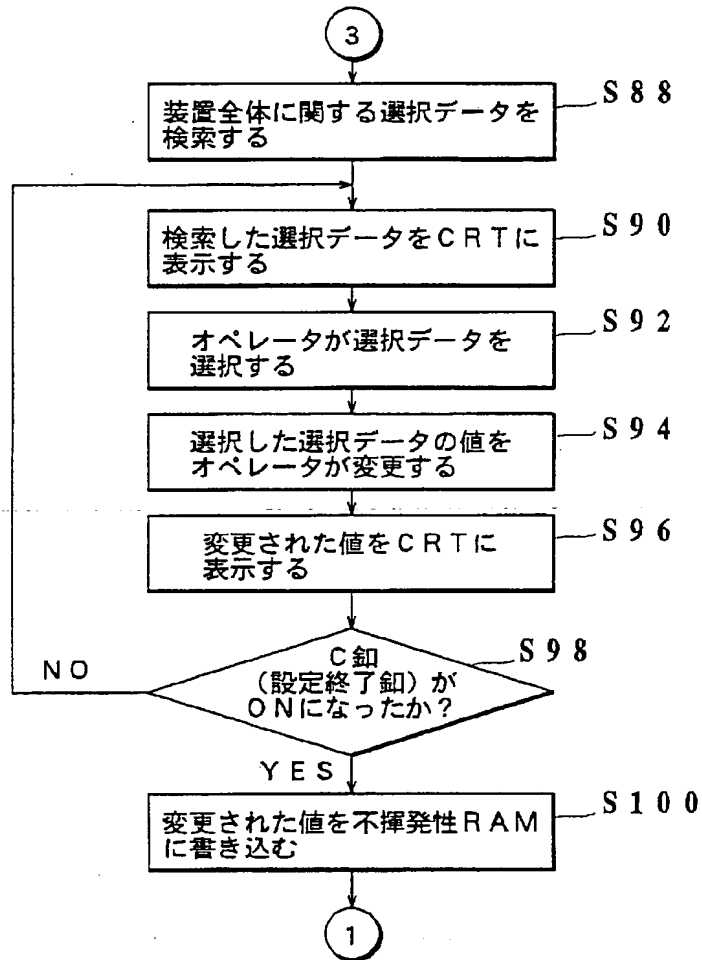 3
装置全体に関する選択データを
検索する
S88
検索した選択データをCRTに
表示する
S90
オペレータが選択データを
選択する
S92
選択した選択データの値を
オペレータが変更する
S94
変更された値をCRTに
表示する
S96
C釦
(設定終了釦)が
ONになったか?
S98
NO
YES
変更された値を不揮発性RAM
に書き込む
S100
1